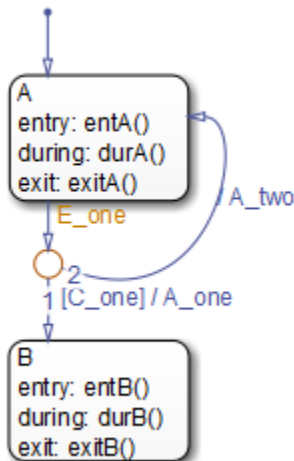 A
entry: entA()
during: durA()
exit: exitA()
/ A_two
E_one
2
1 [C_one] / A_one
B
entry: entB()
during: durB()
exit: exitB()